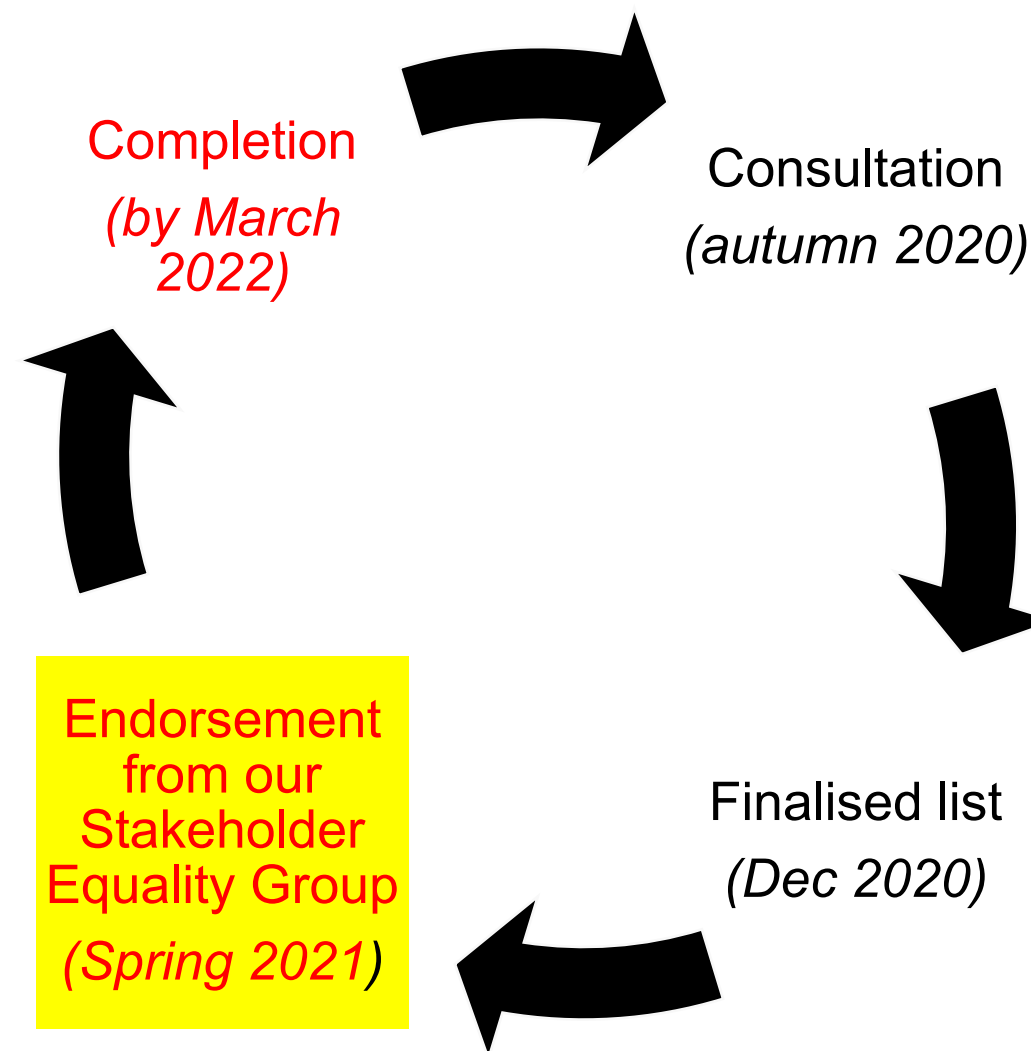 Completion
(by March
2022)
Consultation
(autumn 2020)
Finalised list
(Dec 2020)
Endorsement
from our
Stakeholder
Equality Group
(Spring 2021)